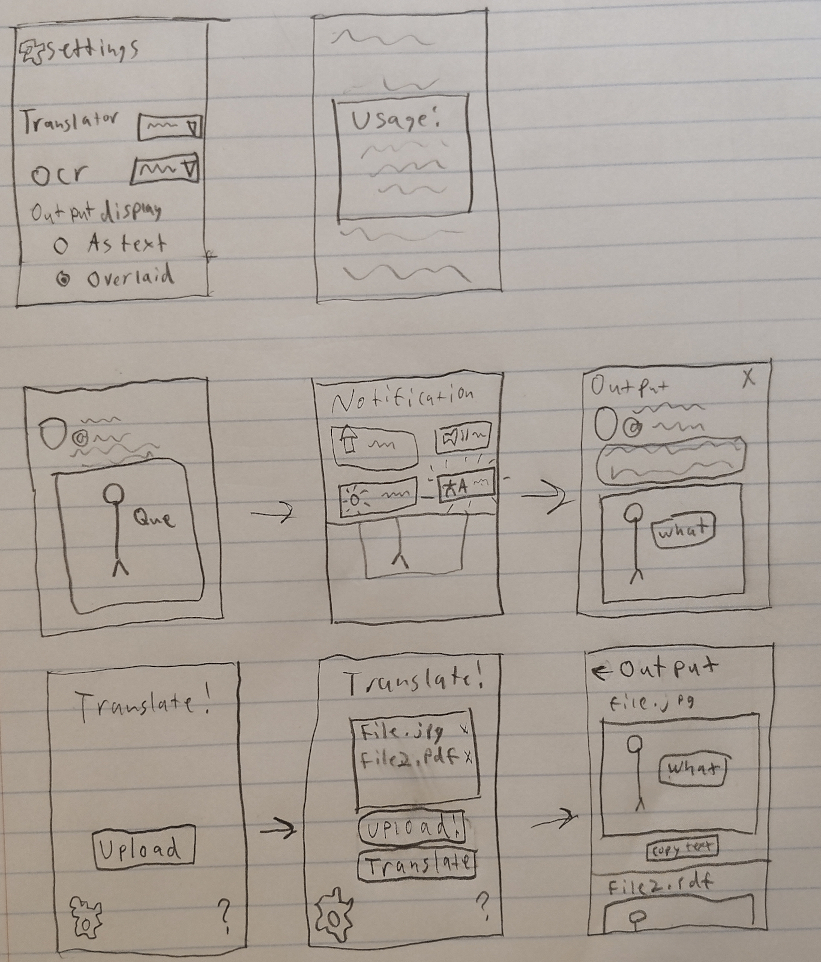 settings
Translator
OCR
Output display
As text
Overlaid
Usage:
Que
Notification
A
Output X
what
Translate!
Upload
?
Translate!
File.jpg x
File2.pdf x
Upload!
Translate
?
← Output
file.jpg
what
copy text
File2.pdf